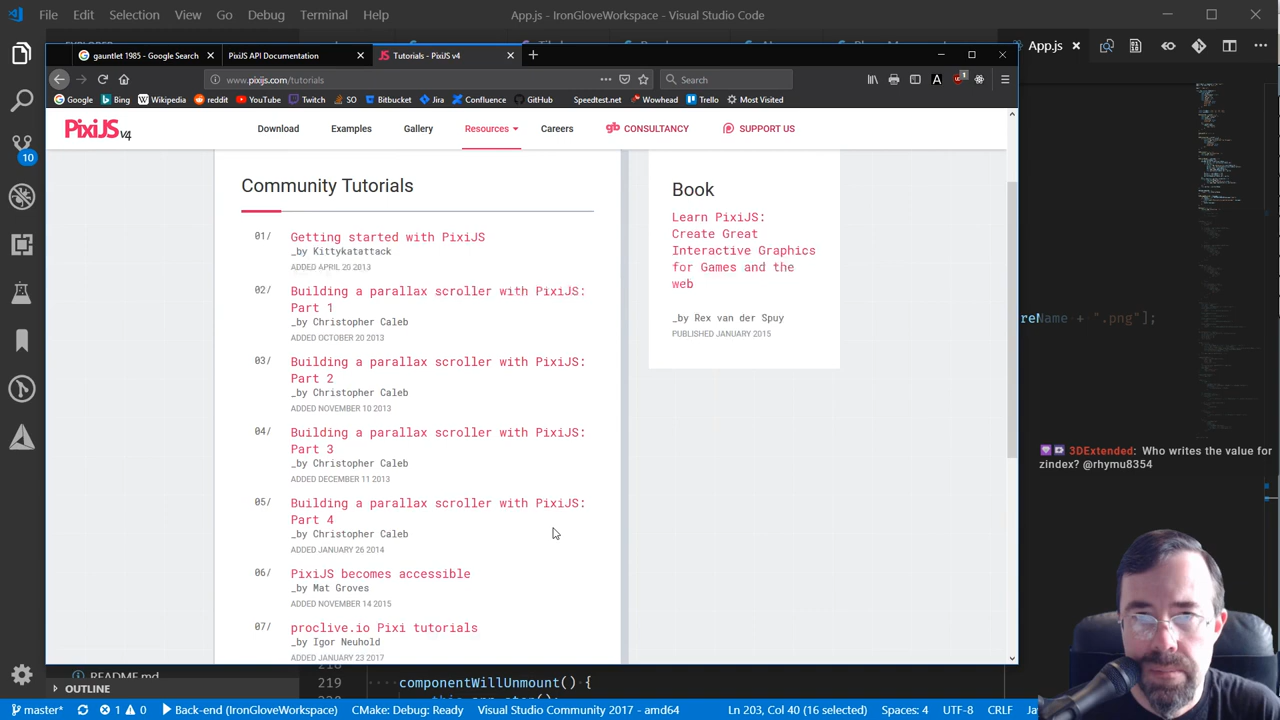 File Edit Selection View Go Debug Terminal Help App.js - IronGloveWorkspace - Visual Studio Code
gauntlet 1985 - Google Search PixiJS API Documentation Tutorials - PixiJS v4
App.js
www.pixijs.com/tutorials Search
Google Bing Wikipedia reddit YouTube Twitch SO Bitbucket Jira Confluence GitHub Speedtest.net Wowhead Trello Most Visited
PixiJS v4 Download Examples Gallery Resources Careers CONSULTANCY SUPPORT US
10
Community Tutorials
01/ Getting started with PixiJS
_by Kittykatattack
ADDED APRIL 20 2013
02/ Building a parallax scroller with PixiJS:
Part 1
_by Christopher Caleb
ADDED OCTOBER 20 2013
03/ Building a parallax scroller with PixiJS:
Part 2
_by Christopher Caleb
ADDED NOVEMBER 10 2013
04/ Building a parallax scroller with PixiJS:
Part 3
_by Christopher Caleb
ADDED DECEMBER 11 2013
05/ Building a parallax scroller with PixiJS:
Part 4
_by Christopher Caleb
ADDED JANUARY 26 2014
06/ PixiJS becomes accessible
_by Mat Groves
ADDED NOVEMBER 14 2015
07/ proclive.io Pixi tutorials
_by Igor Neuhold
ADDED JANUARY 23 2017
Book
Learn PixiJS:
Create Great
Interactive Graphics
for Games and the
web
_by Rex van der Spuy
PUBLISHED JANUARY 2015
reName + ".png"];
3DExtended: Who writes the value for
zindex? @rhymu8354
README.md
OUTLINE
219 componentWillUnmount() {
master* 1 0 Back-end (IronGloveWorkspace) CMake: Debug: Ready Visual Studio Community 2017 - amd64 Ln 203, Col 40 (16 selected) Spaces: 4 UTF-8 CRLF